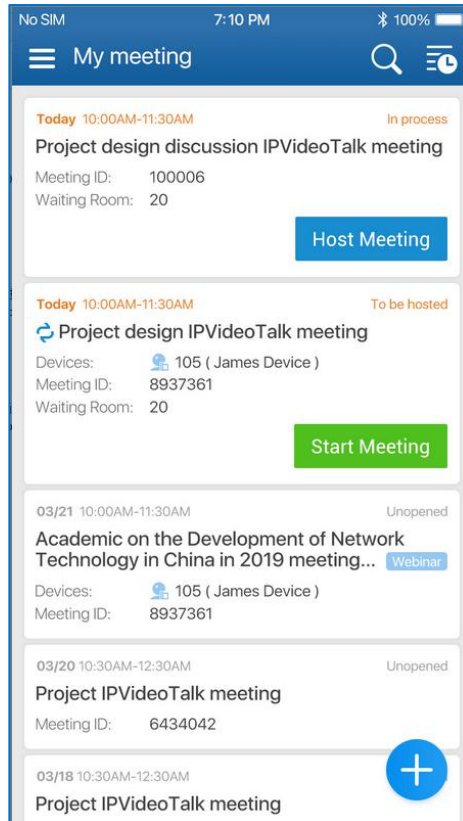 No SIM 7:10 PM 100%
My meeting
Today 10:00AM-11:30AM In process
Project design discussion IPVideoTalk meeting
Meeting ID: 100006
Waiting Room: 20
Host Meeting
Today 10:00AM-11:30AM To be hosted
Project design IPVideoTalk meeting
Devices: 105 ( James Device )
Meeting ID: 8937361
Waiting Room: 20
Start Meeting
03/21 10:00AM-11:30AM Unopened
Academic on the Development of Network
Technology in China in 2019 meeting... Webinar
Devices: 105 ( James Device )
Meeting ID: 8937361
03/20 10:30AM-12:30AM Unopened
Project IPVideoTalk meeting
Meeting ID: 6434042
03/18 10:30AM-12:30AM
Project IPVideoTalk meeting